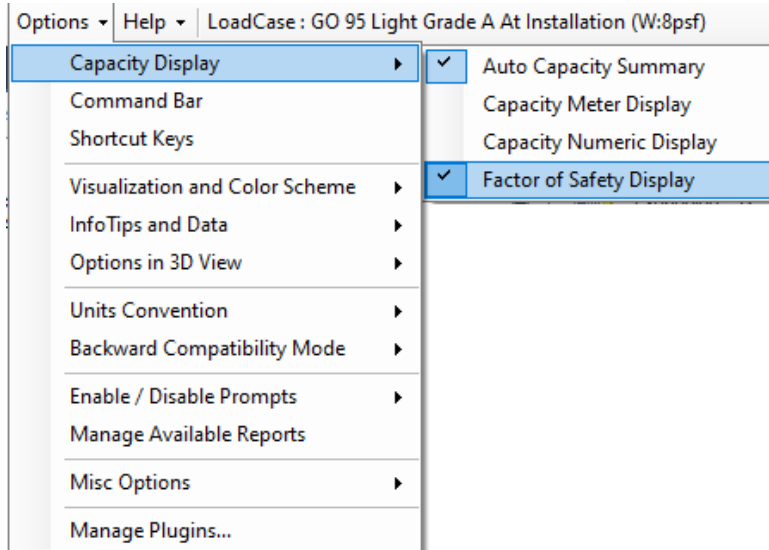 Options Help LoadCase : GO 95 Light Grade A At Installation (W:8psf)
Capacity Display
Command Bar
Shortcut Keys
Visualization and Color Scheme
InfoTips and Data
Options in 3D View
Units Convention
Backward Compatibility Mode
Enable / Disable Prompts
Manage Available Reports
Misc Options
Manage Plugins...
Auto Capacity Summary
Capacity Meter Display
Capacity Numeric Display
Factor of Safety Display